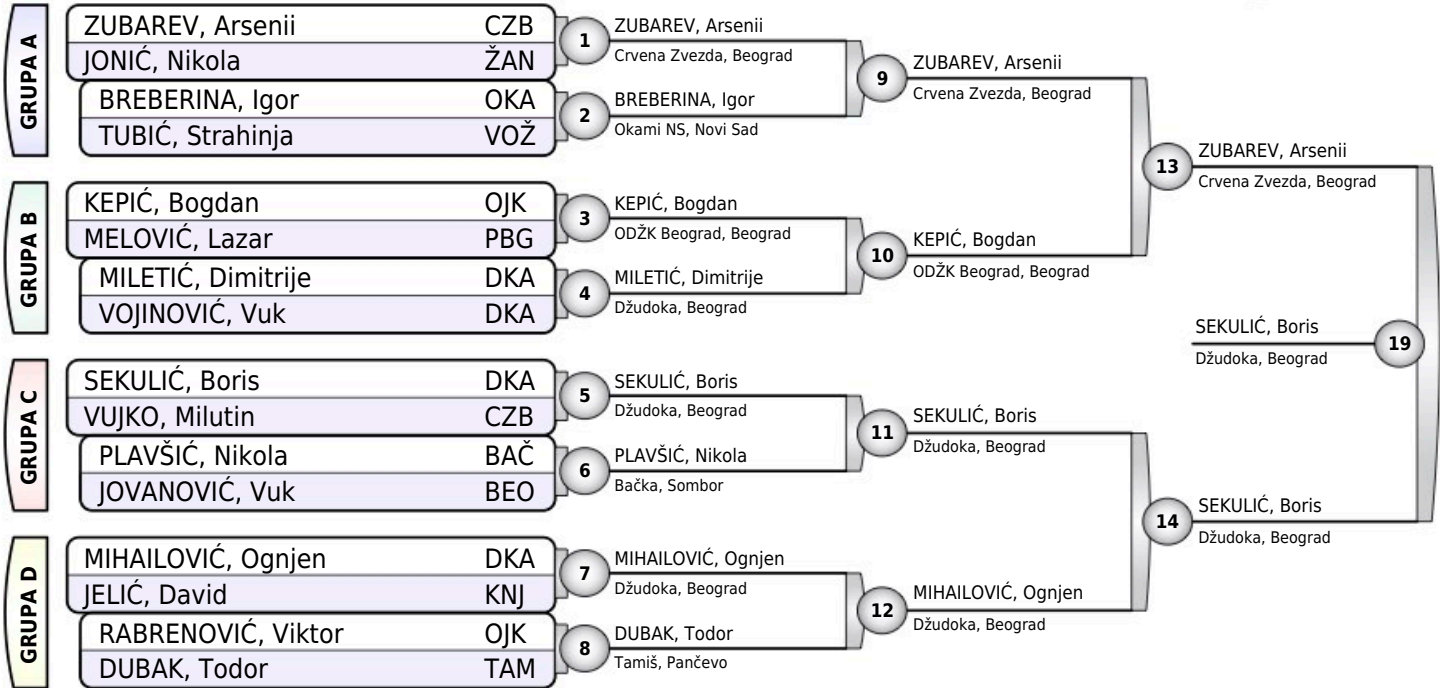 GRUPA A
ZUBAREV, Arsenii CZB
JONIĆ, Nikola ŽAN
BREBERINA, Igor OKA
TUBIĆ, Strahinja VOŽ
GRUPA B
KEPIĆ, Bogdan OJK
MELOVIĆ, Lazar PBG
MILETIĆ, Dimitrije DKA
VOJINOVIĆ, Vuk DKA
GRUPA C
SEKULIĆ, Boris DKA
VUJKO, Milutin CZB
PLAVŠIĆ, Nikola BAČ
JOVANOVIĆ, Vuk BEO
GRUPA D
MIHAILOVIĆ, Ognjen DKA
JELIĆ, David KNJ
RABRENOVIĆ, Viktor OJK
DUBAK, Todor TAM
1
ZUBAREV, Arsenii
Crvena Zvezda, Beograd
2
BREBERINA, Igor
Okami NS, Novi Sad
3
KEPIĆ, Bogdan
ODŽK Beograd, Beograd
4
MILETIĆ, Dimitrije
Džudoka, Beograd
5
SEKULIĆ, Boris
Džudoka, Beograd
6
PLAVŠIĆ, Nikola
Bačka, Sombor
7
MIHAILOVIĆ, Ognjen
Džudoka, Beograd
8
DUBAK, Todor
Tamiš, Pančevo
9
ZUBAREV, Arsenii
Crvena Zvezda, Beograd
10
KEPIĆ, Bogdan
ODŽK Beograd, Beograd
11
SEKULIĆ, Boris
Džudoka, Beograd
12
MIHAILOVIĆ, Ognjen
Džudoka, Beograd
13
ZUBAREV, Arsenii
Crvena Zvezda, Beograd
14
SEKULIĆ, Boris
Džudoka, Beograd
SEKULIĆ, Boris
Džudoka, Beograd
19